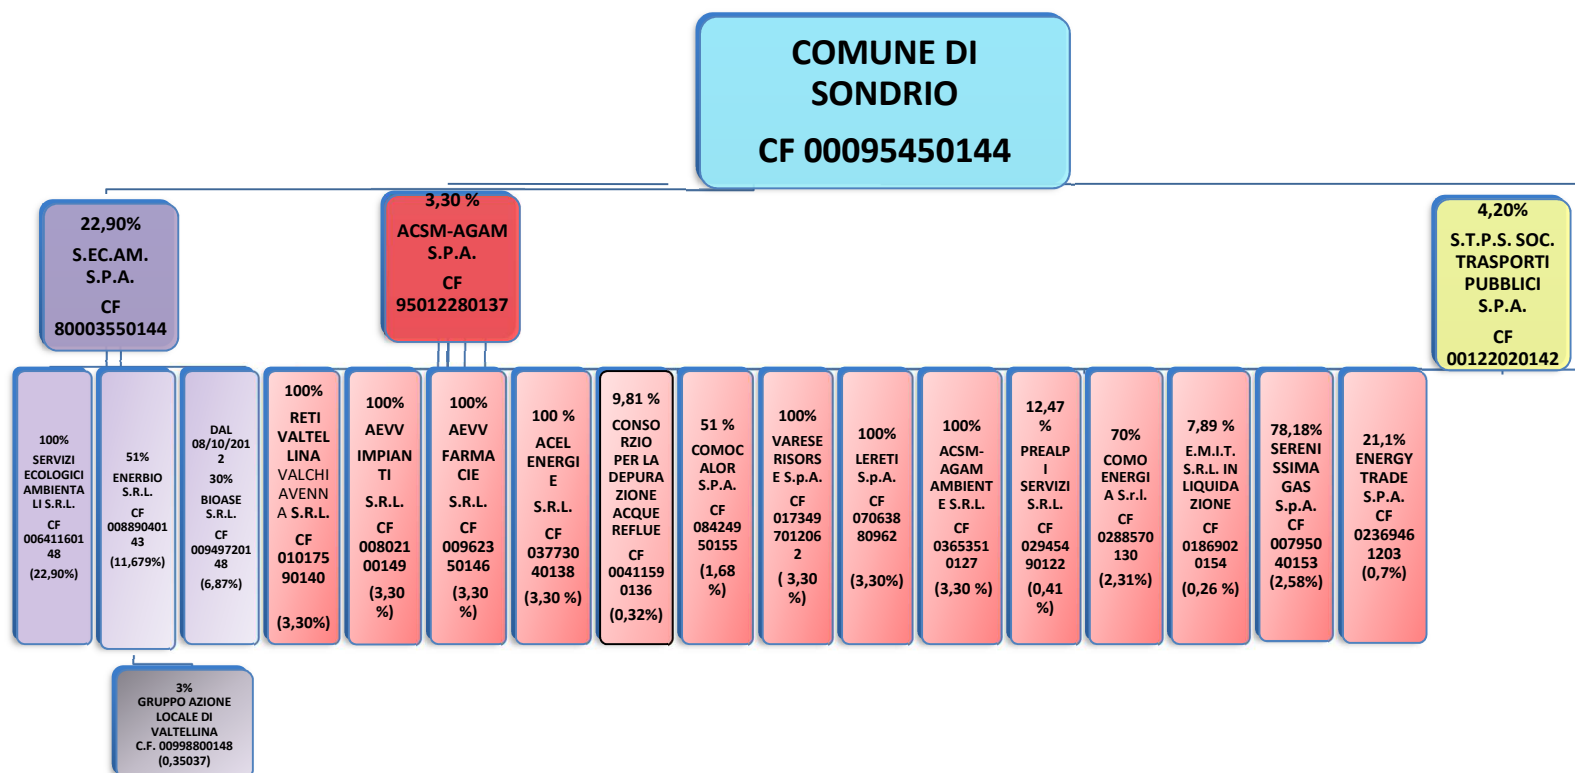 COMUNE DI
SONDRIO
CF 00095450144
22,90%
S.EC.AM.
S.P.A.
CF
80003550144
3,30 %
ACSM-AGAM
S.P.A.
CF
95012280137
4,20%
S.T.P.S. SOC.
TRASPORTI
PUBBLICI
S.P.A.
CF
00122020142
100%
SERVIZI
ECOLOGICI
AMBIENTA
LI S.R.L.
CF
006411601
48
(22,90%)
51%
ENERBIO
S.R.L.
CF
008890401
43
(11,679%)
DAL
08/10/201
2
30%
BIOASE
S.R.L.
CF
009497201
48
(6,87%)
100%
RETI
VALTEL
LINA
VALCHI
AVENN
A S.R.L.
CF
010175
90140
(3,30%)
100%
AEVV
IMPIAN
TI
S.R.L.
CF
008021
00149
(3,30
%)
100%
AEVV
FARMA
CIE S.R.L.
CF
009623
50146
(3,30
%)
100 %
ACEL
ENERGI
E
S.R.L.
CF
037730
40138
(3,30 %)
9,81 %
CONSO
RZIO
PER LA
DEPURA
ZIONE
ACQUE
REFLUE
CF
0041159
0136
(0,32%)
51 %
COMOC
ALOR
S.P.A.
CF
084249
50155
(1,68
%)
100%
VARESE
RISORS
E S.p.A.
CF
017349
701206
2
( 3,30
%)
100%
LERETI
S.p.A.
CF
070638
80962
(3,30%)
100%
ACSM-
AGAM
AMBIENT
E S.R.L.
CF
0365351
0127
(3,30 %)
12,47
%
PREALP
I
SERVIZI
S.R.L.
CF
029454
90122
(0,41
%)
70%
COMO
ENERGI
A S.r.l.
CF
0288570
130
(2,31%)
7,89 %
E.M.I.T.
S.R.L. IN
LIQUIDA
ZIONE
CF
0186902
0154
(0,26 %)
78,18%
SERENI
SSIMA
GAS
S.p.A.
CF
007950
40153
(2,58%)
21,1%
ENERGY
TRADE
S.P.A.
CF
0236946
1203
(0,7%)
3%
GRUPPO AZIONE
LOCALE DI
VALTELLINA
C.F. 00998800148
(0,35037)